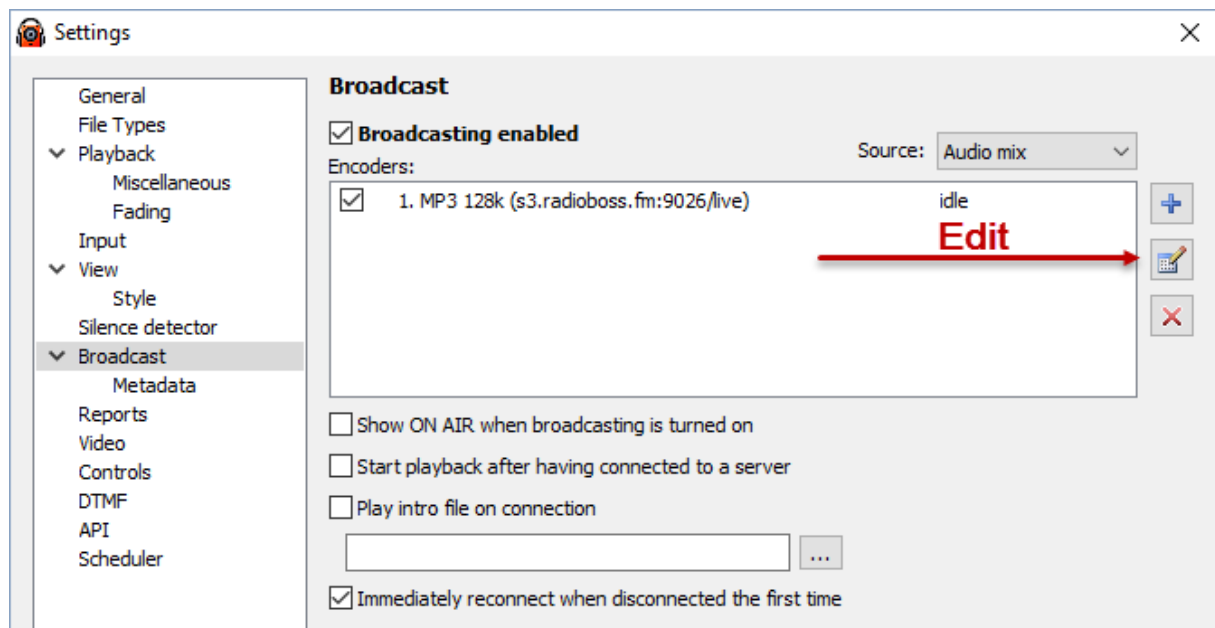 Settings
General
File Types
Playback
Miscellaneous
Fading
Input
View
Style
Silence detector
Broadcast
Metadata
Reports
Video
Controls
DTMF
API
Scheduler
Broadcast
Broadcasting enabled
Source: Audio mix
Encoders:
1. MP3 128k (s3.radioboss.fm:9026/live) idle
Edit
Show ON AIR when broadcasting is turned on
Start playback after having connected to a server
Play intro file on connection
...
Immediately reconnect when disconnected the first time